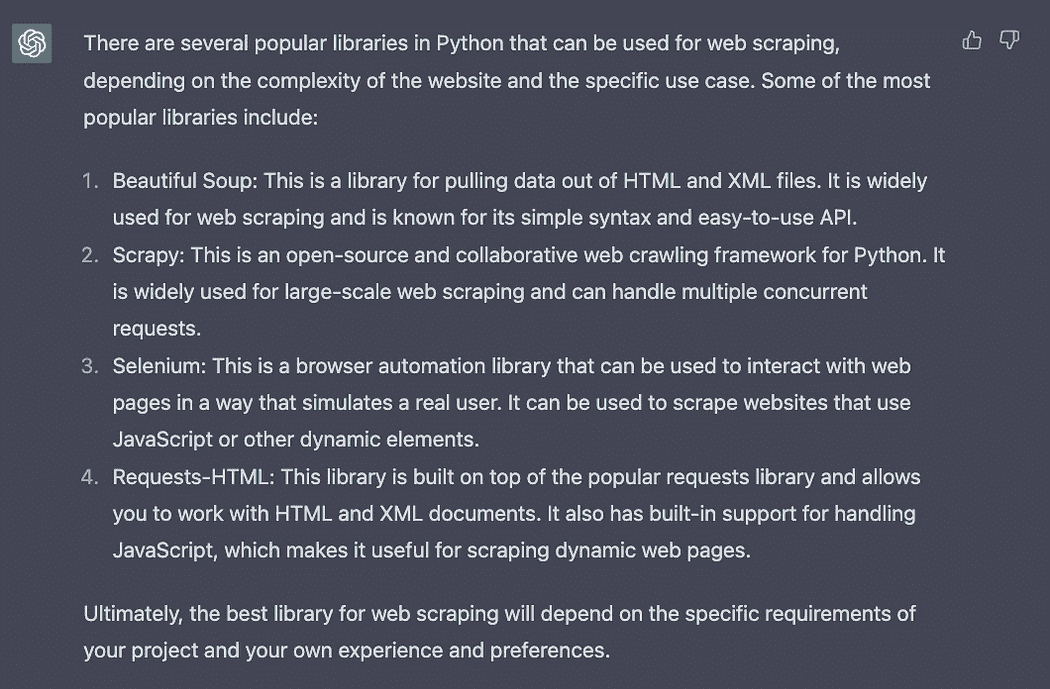 There are several popular libraries in Python that can be used for web scraping,
depending on the complexity of the website and the specific use case. Some of the most
popular libraries include:
1. Beautiful Soup: This is a library for pulling data out of HTML and XML files. It is widely
used for web scraping and is known for its simple syntax and easy-to-use API.
2. Scrapy: This is an open-source and collaborative web crawling framework for Python. It
is widely used for large-scale web scraping and can handle multiple concurrent
requests.
3. Selenium: This is a browser automation library that can be used to interact with web
pages in a way that simulates a real user. It can be used to scrape websites that use
JavaScript or other dynamic elements.
4. Requests-HTML: This library is built on top of the popular requests library and allows
you to work with HTML and XML documents. It also has built-in support for handling
JavaScript, which makes it useful for scraping dynamic web pages.
Ultimately, the best library for web scraping will depend on the specific requirements of
your project and your own experience and preferences.